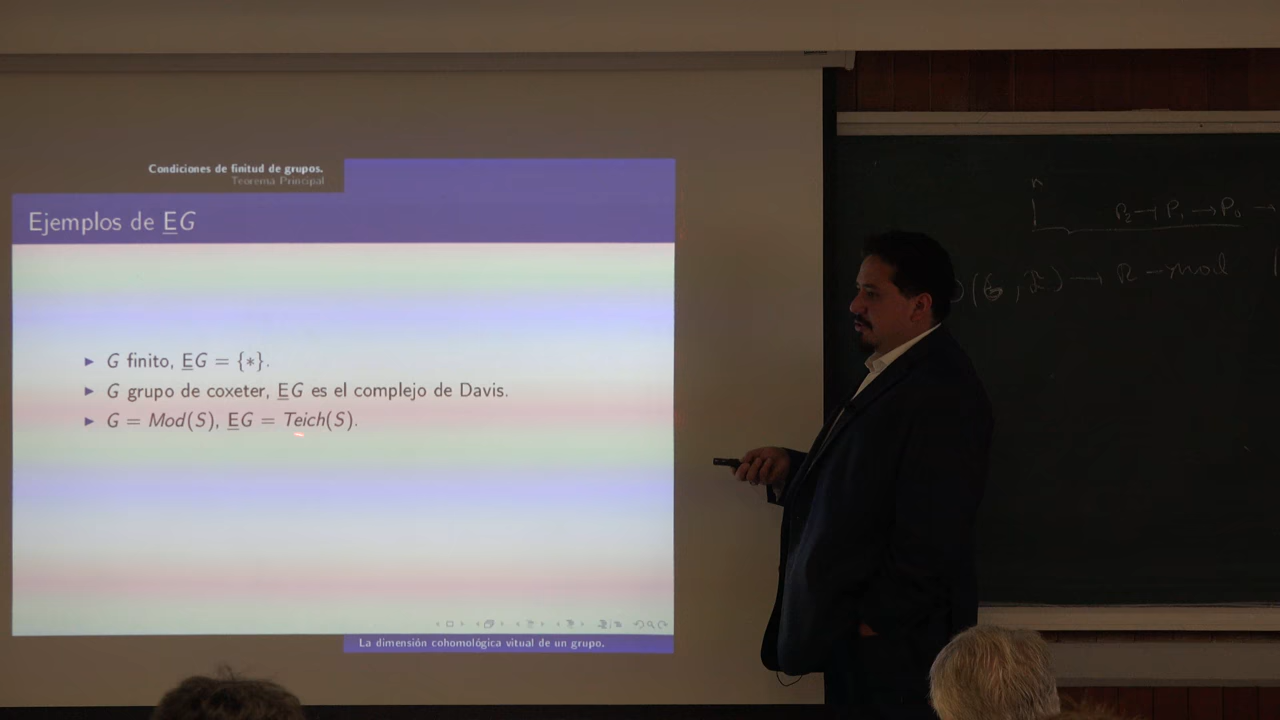 Condiciones de finitud de grupos.
Teorema Principal
Ejemplos de E̲G
▶ G finito, E̲G = {∗}.
▶ G grupo de coxeter, E̲G es el complejo de Davis.
▶ G = Mod(S), E̲G = Teich(S).
La dimensión cohomológica vitual de un grupo.
n
P₂ → P₁ → P₀ →
) → R-mod